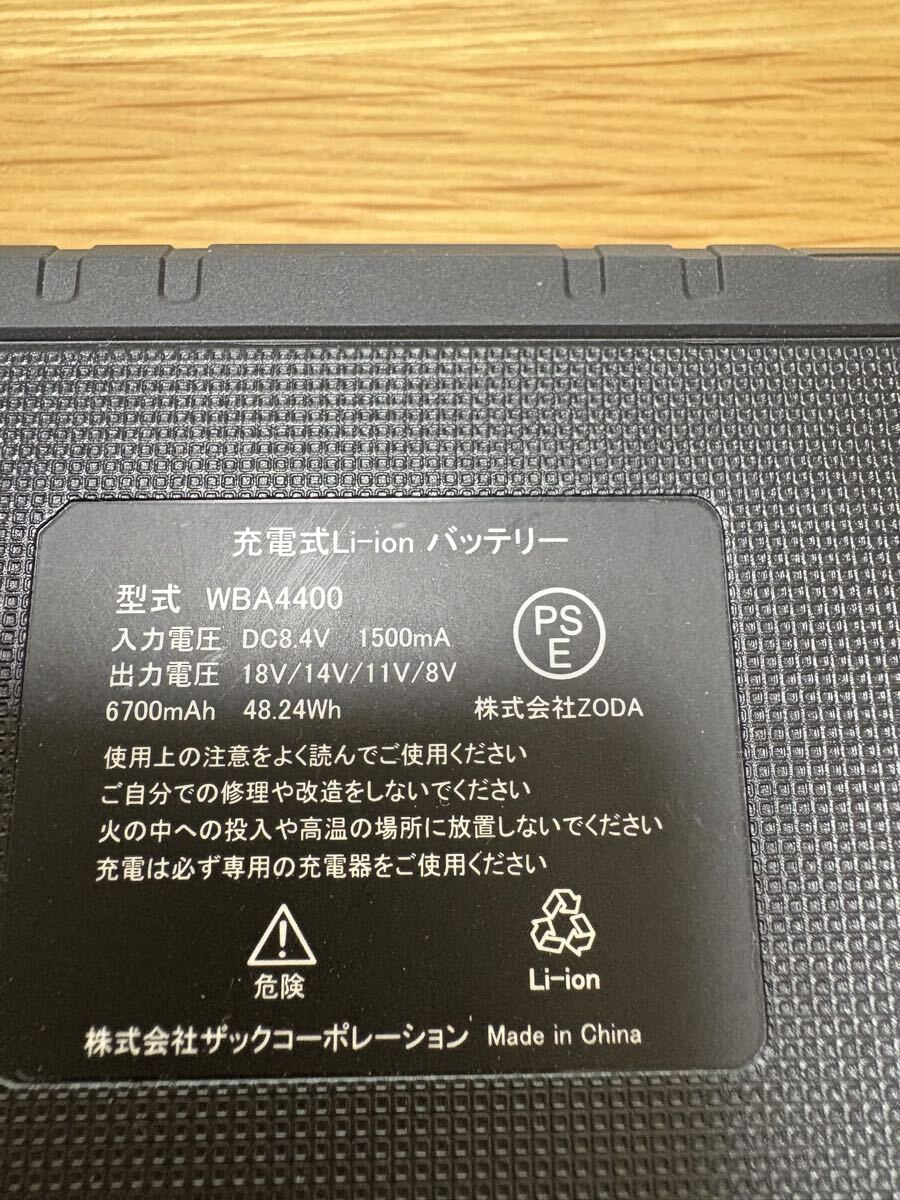 充電式Li-ion バッテリー
型式 WBA4400
入力電圧 DC8.4V 1500mA
出力電圧 18V/14V/11V/8V
6700mAh 48.24Wh
PS
E
株式会社ZODA
使用上の注意をよく読んでご使用ください
ご自分での修理や改造をしないでください
火の中への投入や高温の場所に放置しないでください
充電は必ず専用の充電器をご使用ください
危険
Li-ion
株式会社ザックコーポレーション Made in China